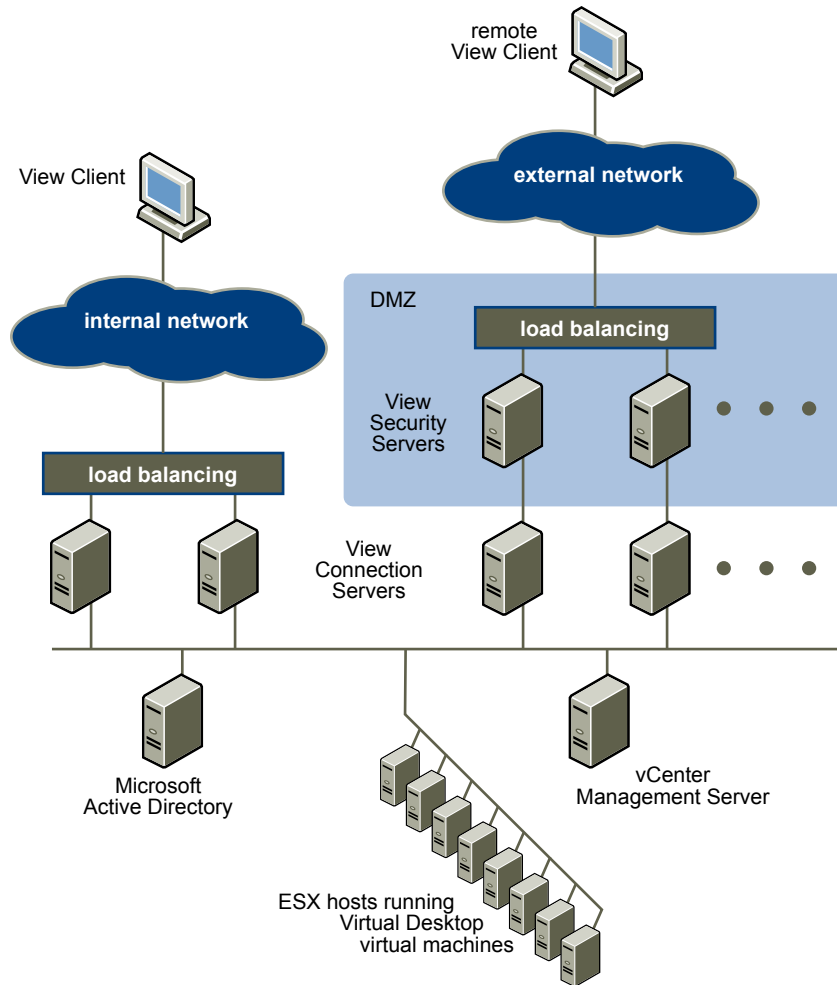 remote
View Client
View Client
external network
internal network
DMZ
load balancing
View
Security
Servers
load balancing
View
Connection
Servers
Microsoft
Active Directory
vCenter
Management Server
ESX hosts running
Virtual Desktop
virtual machines